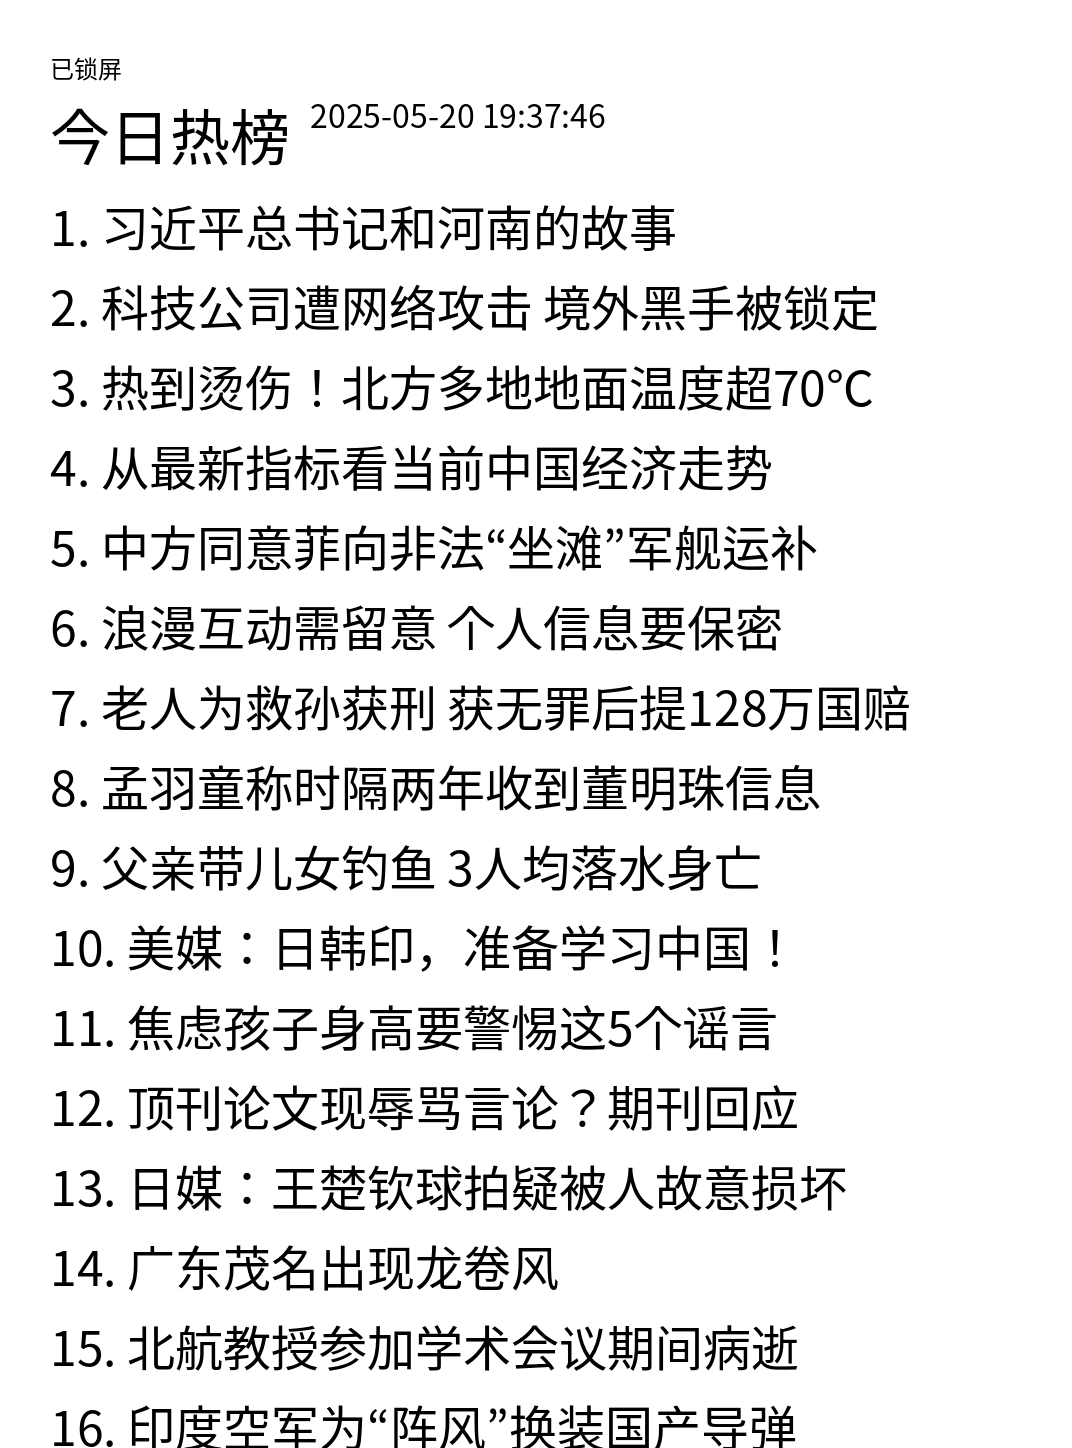 已锁屏
今日热榜 2025-05-20 19:37:46
1. 习近平总书记和河南的故事
2. 科技公司遭网络攻击 境外黑手被锁定
3. 热到烫伤！北方多地地面温度超70℃
4. 从最新指标看当前中国经济走势
5. 中方同意菲向非法“坐滩”军舰运补
6. 浪漫互动需留意 个人信息要保密
7. 老人为救孙获刑 获无罪后提128万国赔
8. 孟羽童称时隔两年收到董明珠信息
9. 父亲带儿女钓鱼 3人均落水身亡
10. 美媒：日韩印，准备学习中国！
11. 焦虑孩子身高要警惕这5个谣言
12. 顶刊论文现辱骂言论？期刊回应
13. 日媒：王楚钦球拍疑被人故意损坏
14. 广东茂名出现龙卷风
15. 北航教授参加学术会议期间病逝
16. 印度空军为“阵风”换装国产导弹